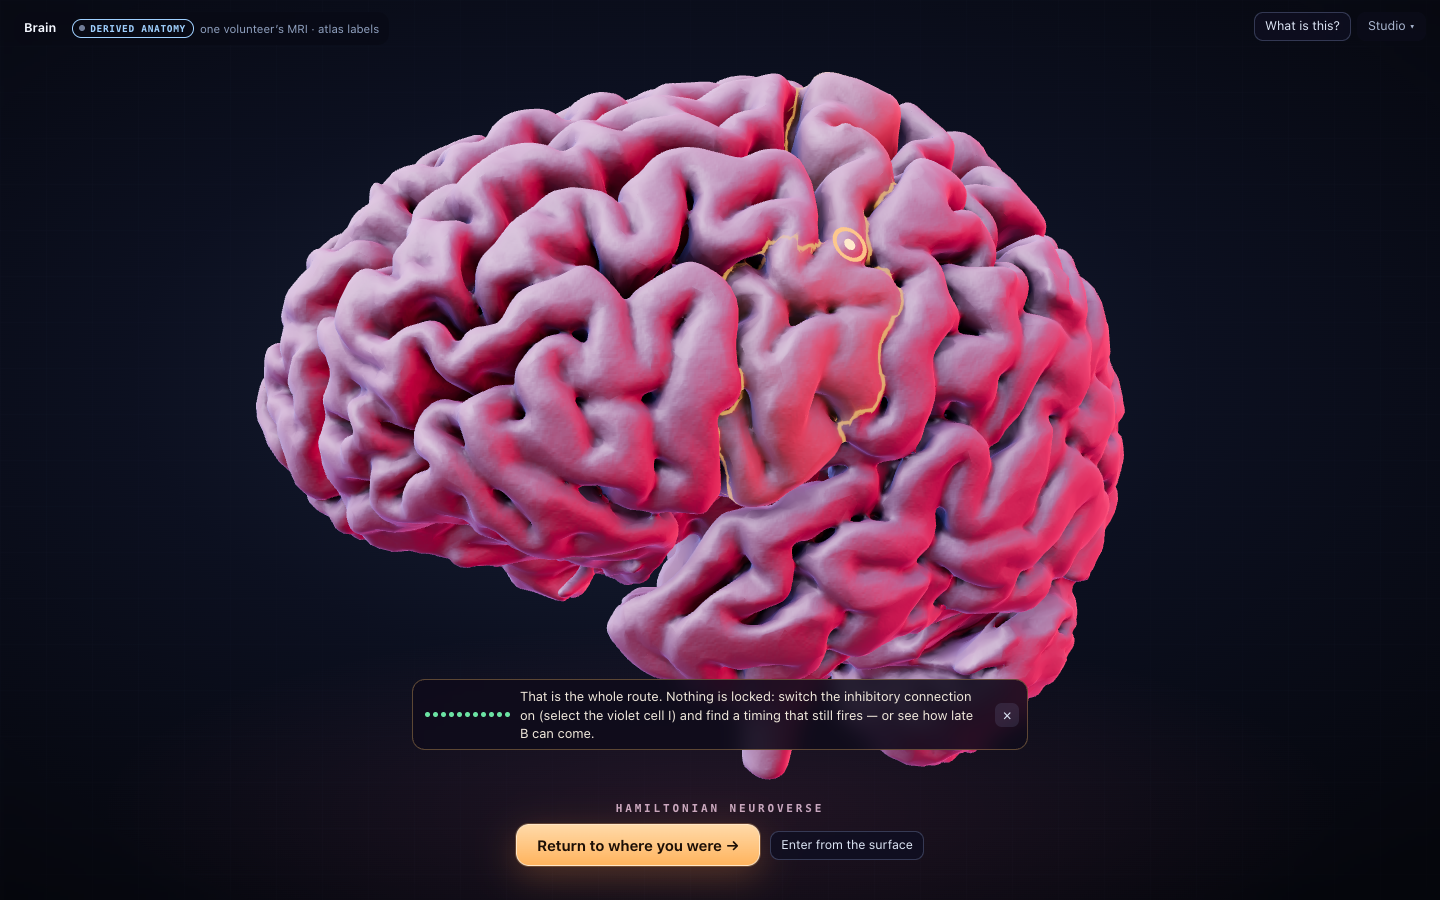 Brain
DERIVED ANATOMY
one volunteer's MRI · atlas labels
What is this?
Studio
That is the whole route. Nothing is locked: switch the inhibitory connection
on (select the violet cell I) and find a timing that still fires — or see how late
B can come.
×
HAMILTONIAN NEUROVERSE
Return to where you were →
Enter from the surface